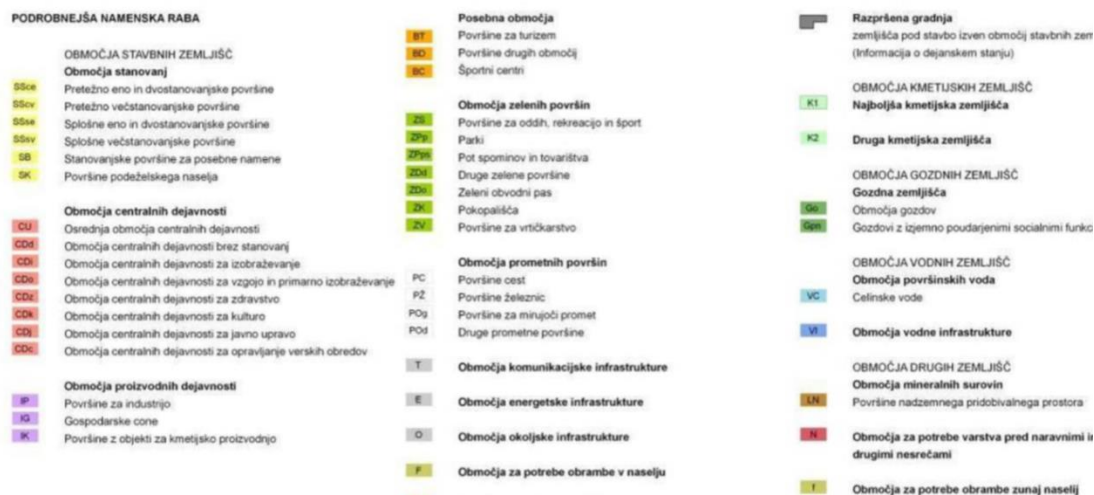 PODROBNEJŠA NAMENSKA RABA
OBMOČJA STAVBNIH ZEMLJIŠČ
Območja stanovanj
SSce Pretežno eno in dvostanovanjske površine
SScv Pretežno večstanovanjske površine
SSse Splošne eno in dvostanovanjske površine
SSsv Splošne večstanovanjske površine
SB Stanovanjske površine za posebne namene
SK Površine podeželskega naselja
Območja centralnih dejavnosti
CU Osrednja območja centralnih dejavnosti
CDd Območja centralnih dejavnosti brez stanovanj
CDi Območja centralnih dejavnosti za izobraževanje
CDo Območja centralnih dejavnosti za vzgojo in primarno izobraževanje
CDz Območja centralnih dejavnosti za zdravstvo
CDk Območja centralnih dejavnosti za kulturo
CDj Območja centralnih dejavnosti za javno upravo
CDc Območja centralnih dejavnosti za opravljanje verskih obredov
Območja proizvodnih dejavnosti
IP Površine za industrijo
IG Gospodarske cone
IK Površine z objekti za kmetijsko proizvodnjo
Posebna območja
BT Površine za turizem
BD Površine drugih območij
BC Športni centri
Območja zelenih površin
ZS Površine za oddih, rekreacijo in šport
ZPp Parki
ZPps Pot spominov in tovarištva
ZDd Druge zelene površine
ZDo Zeleni obvodni pas
ZK Pokopališča
ZV Površine za vrtičkarstvo
Območja prometnih površin
PC Površine cest
PŽ Površine železnic
POg Površine za mirujoči promet
POd Druge prometne površine
T Območja komunikacijske infrastrukture
E Območja energetske infrastrukture
O Območja okoljske infrastrukture
F Območja za potrebe obrambe v naselju
Razpršena gradnja
zemljišča pod stavbo izven območij stavbnih zem
(Informacija o dejanskem stanju)
OBMOČJA KMETIJSKIH ZEMLJIŠČ
K1 Najboljša kmetijska zemljišča
K2 Druga kmetijska zemljišča
OBMOČJA GOZDNIH ZEMLJIŠČ
Gozdna zemljišča
Go Območja gozdov
Gpn Gozdovi z izjemno poudarjenimi socialnimi funkci
OBMOČJA VODNIH ZEMLJIŠČ
Območja površinskih voda
VC Celinske vode
VI Območja vodne infrastrukture
OBMOČJA DRUGIH ZEMLJIŠČ
Območja mineralnih surovin
LN Površine nadzemnega pridobivalnega prostora
N Območja za potrebe varstva pred naravnimi in
drugimi nesrečami
f Območja za potrebe obrambe zunaj naselij